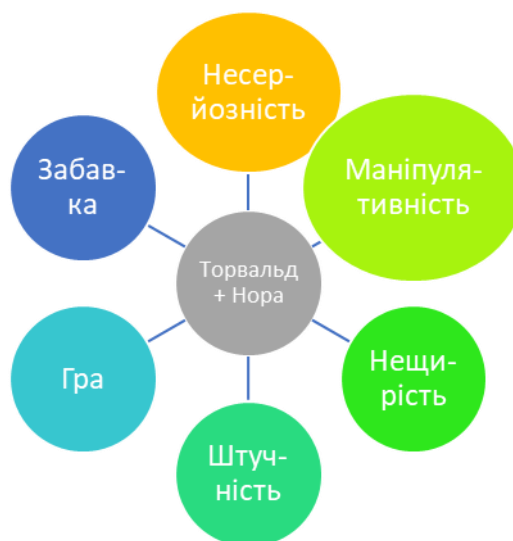 Несер-
йозність
Маніпуля-
тивність
Нещи-
рість
Штуч-
ність
Гра
Забав-
ка
Торвальд
+ Нора